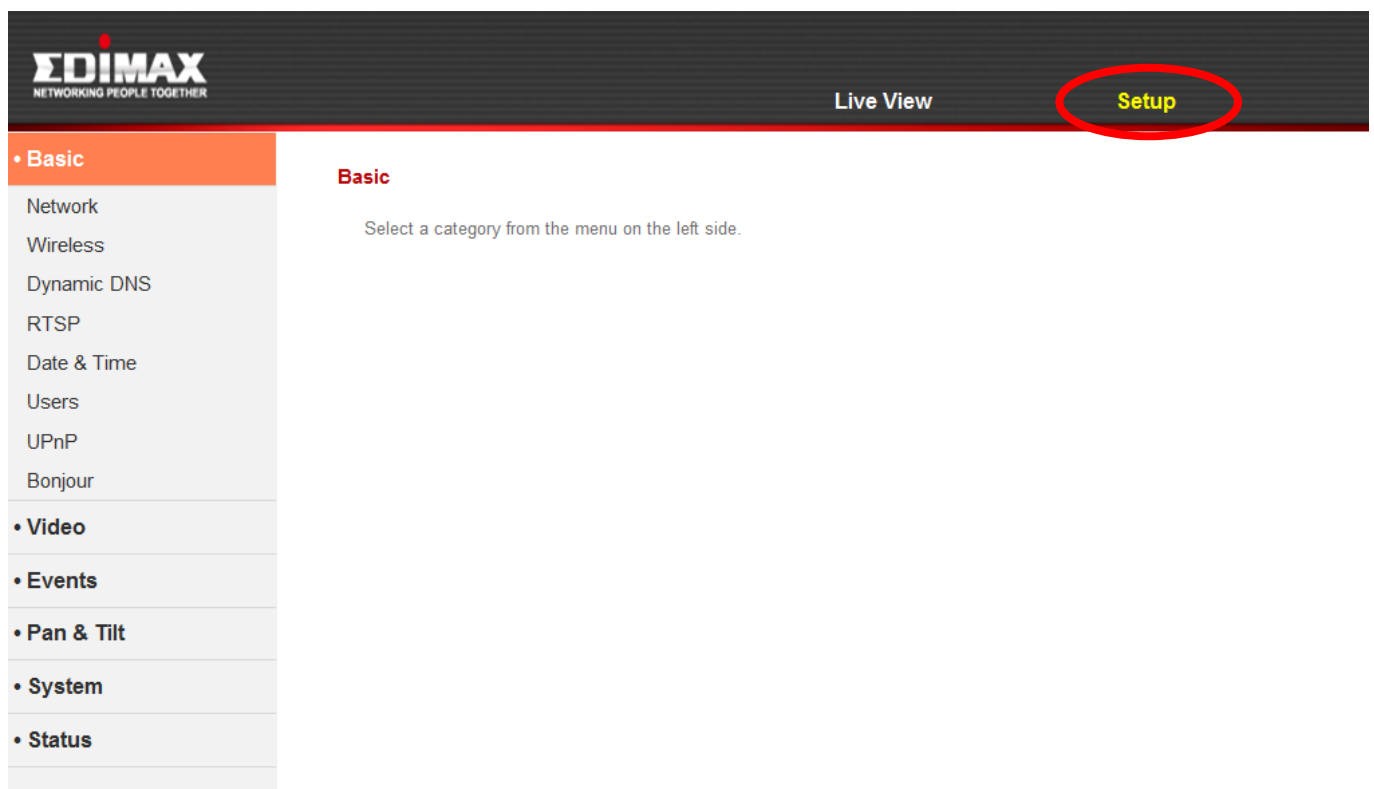 EDIMAX
NETWORKING PEOPLE TOGETHER
Live View Setup
• Basic
Network
Wireless
Dynamic DNS
RTSP
Date & Time
Users
UPnP
Bonjour
• Video
• Events
• Pan & Tilt
• System
• Status
Basic
Select a category from the menu on the left side.